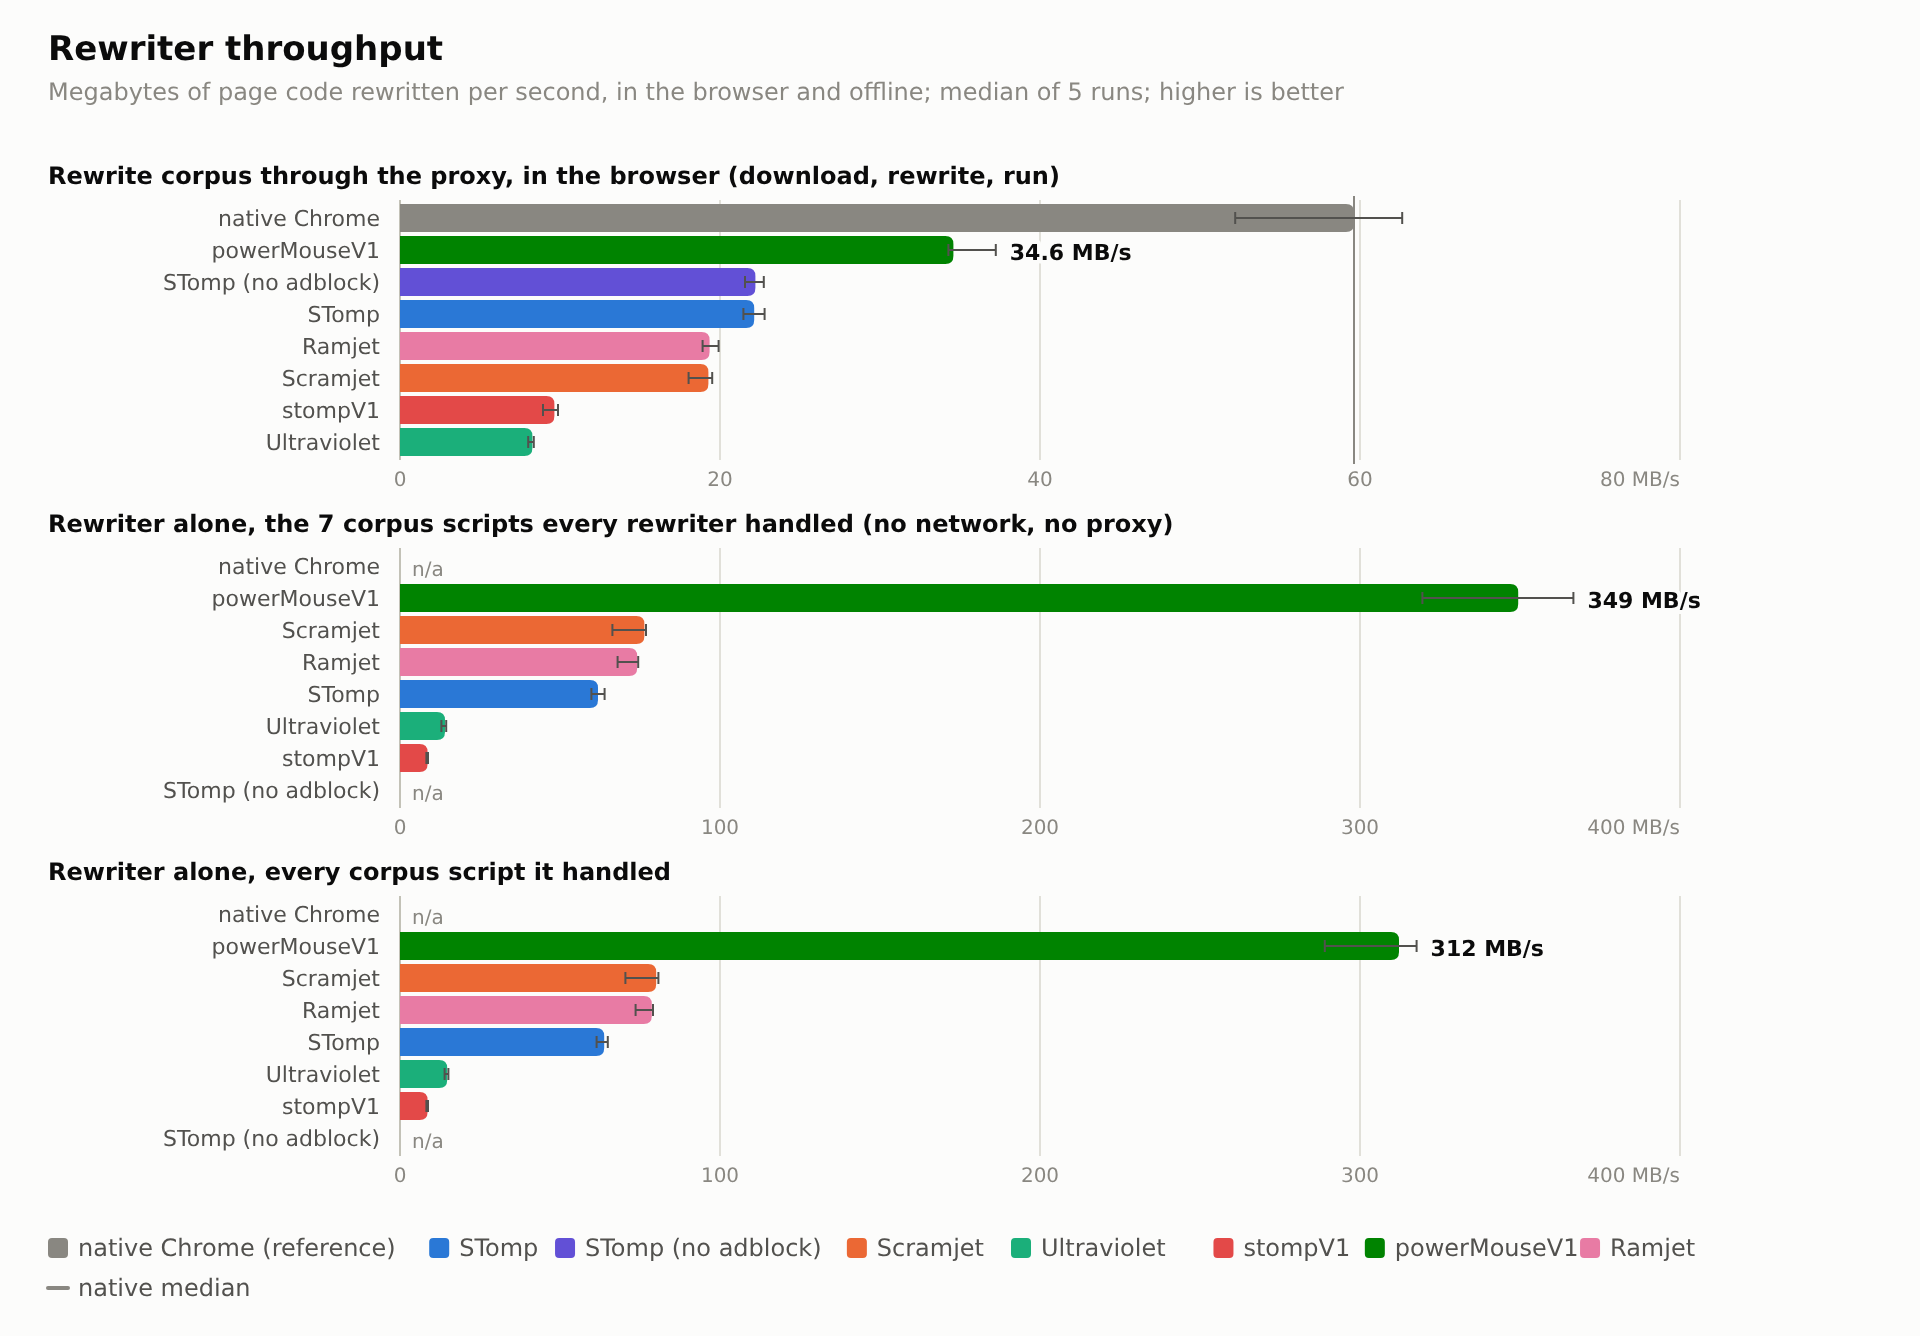 Rewriter throughput
Megabytes of page code rewritten per second, in the browser and offline; median of 5 runs; higher is better
Rewrite corpus through the proxy, in the browser (download, rewrite, run)
native Chrome
powerMouseV1 34.6 MB/s
STomp (no adblock)
STomp
Ramjet
Scramjet
stompV1
Ultraviolet
0 20 40 60 80 MB/s
Rewriter alone, the 7 corpus scripts every rewriter handled (no network, no proxy)
native Chrome n/a
powerMouseV1 349 MB/s
Scramjet
Ramjet
STomp
Ultraviolet
stompV1
STomp (no adblock) n/a
0 100 200 300 400 MB/s
Rewriter alone, every corpus script it handled
native Chrome n/a
powerMouseV1 312 MB/s
Scramjet
Ramjet
STomp
Ultraviolet
stompV1
STomp (no adblock) n/a
0 100 200 300 400 MB/s
native Chrome (reference) STomp STomp (no adblock) Scramjet Ultraviolet stompV1 powerMouseV1 Ramjet
native median